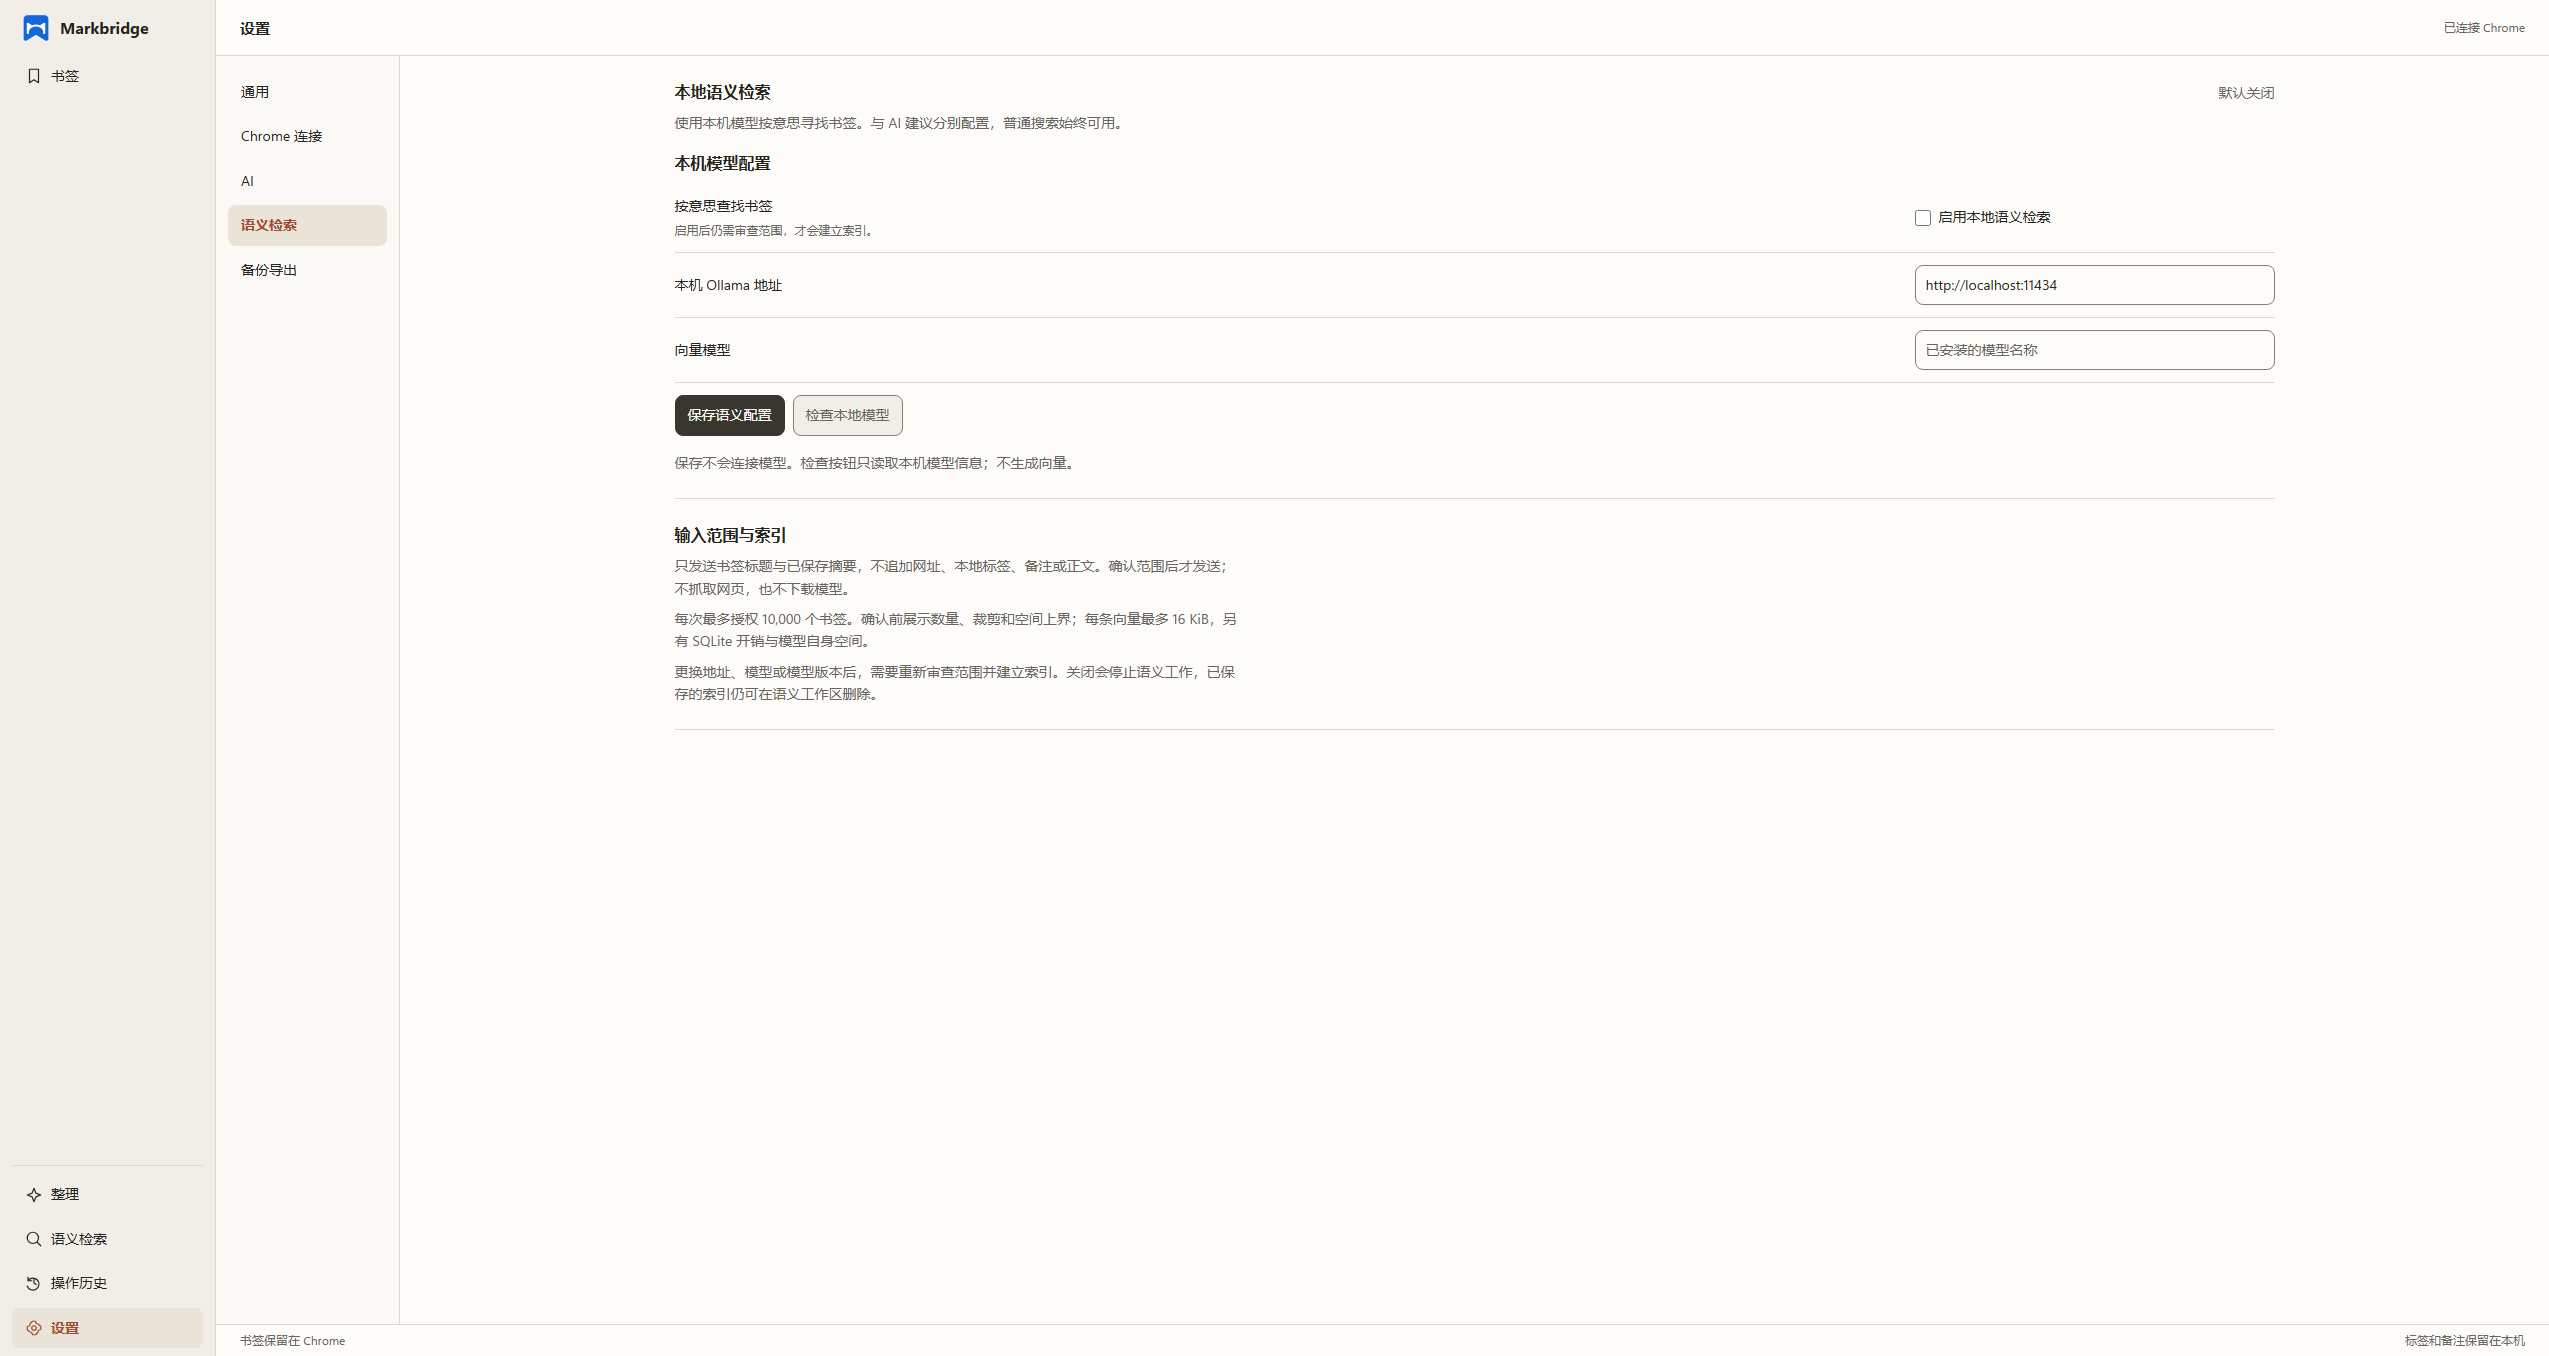 Markbridge
书签
整理
语义检索
操作历史
设置
设置
已连接 Chrome
通用
Chrome 连接
AI
语义检索
备份导出
本地语义检索
默认关闭
使用本机模型按意思寻找书签。与 AI 建议分别配置，普通搜索始终可用。
本机模型配置
按意思查找书签
启用后仍需审查范围，才会建立索引。
启用本地语义检索
本机 Ollama 地址
http://localhost:11434
向量模型
已安装的模型名称
保存语义配置
检查本地模型
保存不会连接模型。检查按钮只读取本机模型信息；不生成向量。
输入范围与索引
只发送书签标题与已保存摘要，不追加网址、本地标签、备注或正文。确认范围后才发送；
不抓取网页，也不下载模型。
每次最多授权 10,000 个书签。确认前展示数量、裁剪和空间上界；每条向量最多 16 KiB，另
有 SQLite 开销与模型自身空间。
更换地址、模型或模型版本后，需要重新审查范围并建立索引。关闭会停止语义工作，已保
存的索引仍可在语义工作区删除。
书签保留在 Chrome
标签和备注保留在本机